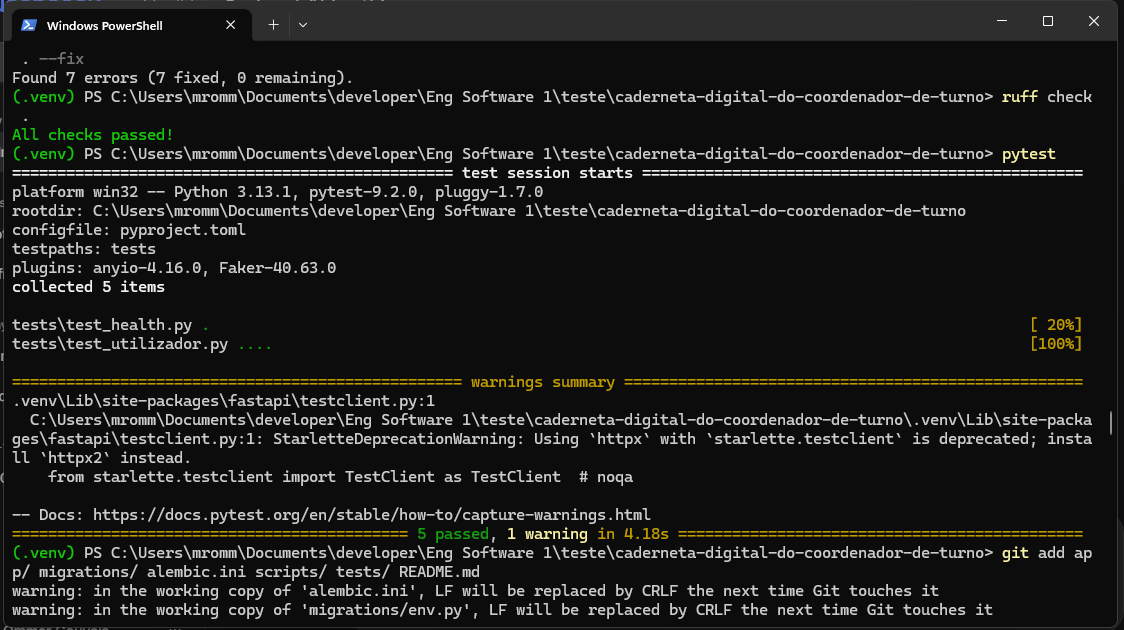 Windows PowerShell
. --fix
Found 7 errors (7 fixed, 0 remaining).
(.venv) PS C:\Users\mromm\Documents\developer\Eng Software 1\teste\caderneta-digital-do-coordenador-de-turno> ruff check
.
All checks passed!
(.venv) PS C:\Users\mromm\Documents\developer\Eng Software 1\teste\caderneta-digital-do-coordenador-de-turno> pytest
================================================= test session starts =================================================
platform win32 -- Python 3.13.1, pytest-9.2.0, pluggy-1.7.0
rootdir: C:\Users\mromm\Documents\developer\Eng Software 1\teste\caderneta-digital-do-coordenador-de-turno
configfile: pyproject.toml
testpaths: tests
plugins: anyio-4.16.0, Faker-40.63.0
collected 5 items
tests\test_health.py . [ 20%]
tests\test_utilizador.py .... [100%]
================================================== warnings summary ===================================================
.venv\Lib\site-packages\fastapi\testclient.py:1
C:\Users\mromm\Documents\developer\Eng Software 1\teste\caderneta-digital-do-coordenador-de-turno\.venv\Lib\site-packa
ges\fastapi\testclient.py:1: StarletteDeprecationWarning: Using `httpx` with `starlette.testclient` is deprecated; insta
ll `httpx2` instead.
from starlette.testclient import TestClient as TestClient  # noqa
-- Docs: https://docs.pytest.org/en/stable/how-to/capture-warnings.html
============================================ 5 passed, 1 warning in 4.18s =============================================
(.venv) PS C:\Users\mromm\Documents\developer\Eng Software 1\teste\caderneta-digital-do-coordenador-de-turno> git add ap
p/ migrations/ alembic.ini scripts/ tests/ README.md
warning: in the working copy of 'alembic.ini', LF will be replaced by CRLF the next time Git touches it
warning: in the working copy of 'migrations/env.py', LF will be replaced by CRLF the next time Git touches it